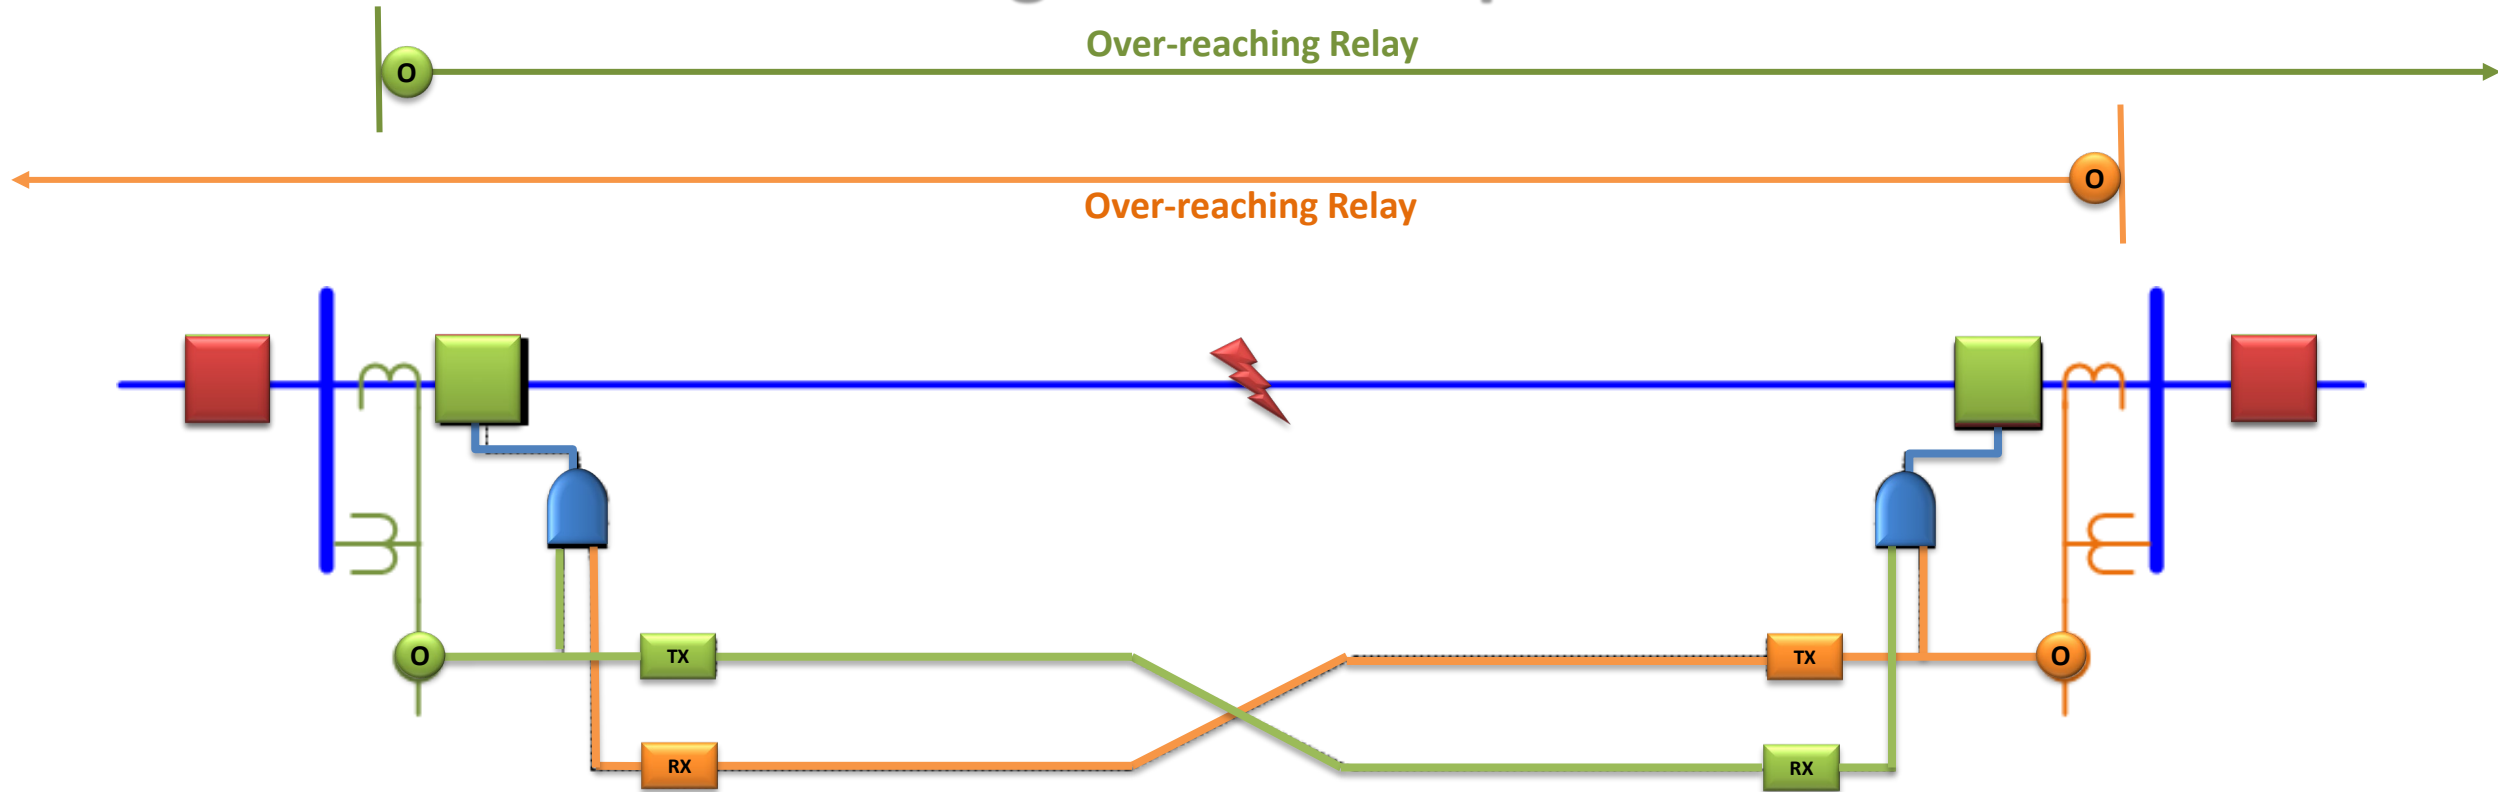 Over-reaching Relay
O
O
Over-reaching Relay
O
TX
TX
O
RX
RX